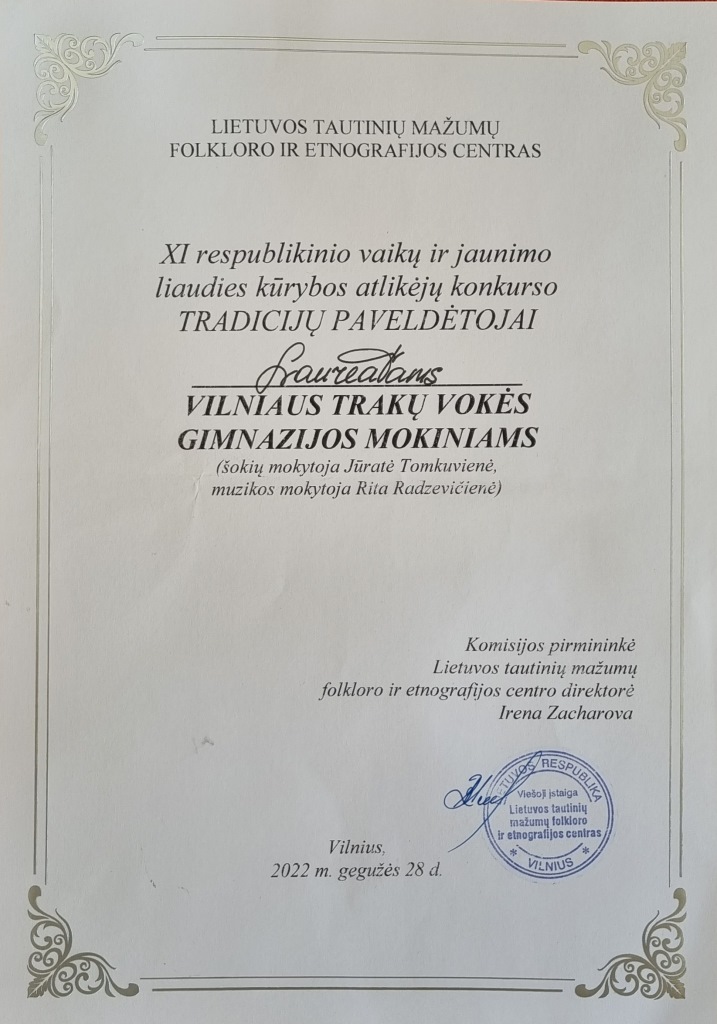 LIETUVOS TAUTINIŲ MAŽUMŲ
FOLKLORO IR ETNOGRAFIJOS CENTRAS
XI respublikinio vaikų ir jaunimo
liaudies kūrybos atlikėjų konkurso
TRADICIJŲ PAVELDĖTOJAI
Laureatams
VILNIAUS TRAKŲ VOKĖS
GIMNAZIJOS MOKINIAMS
(šokių mokytoja Jūratė Tomkuvienė,
muzikos mokytoja Rita Radzevičienė)
Komisijos pirmininkė
Lietuvos tautinių mažumų
folkloro ir etnografijos centro direktorė
Irena Zacharova
LIETUVOS RESPUBLIKA
Viešoji įstaiga
Lietuvos tautinių
mažumų folkloro
ir etnografijos centras
* VILNIUS *
Vilnius,
2022 m. gegužės 28 d.